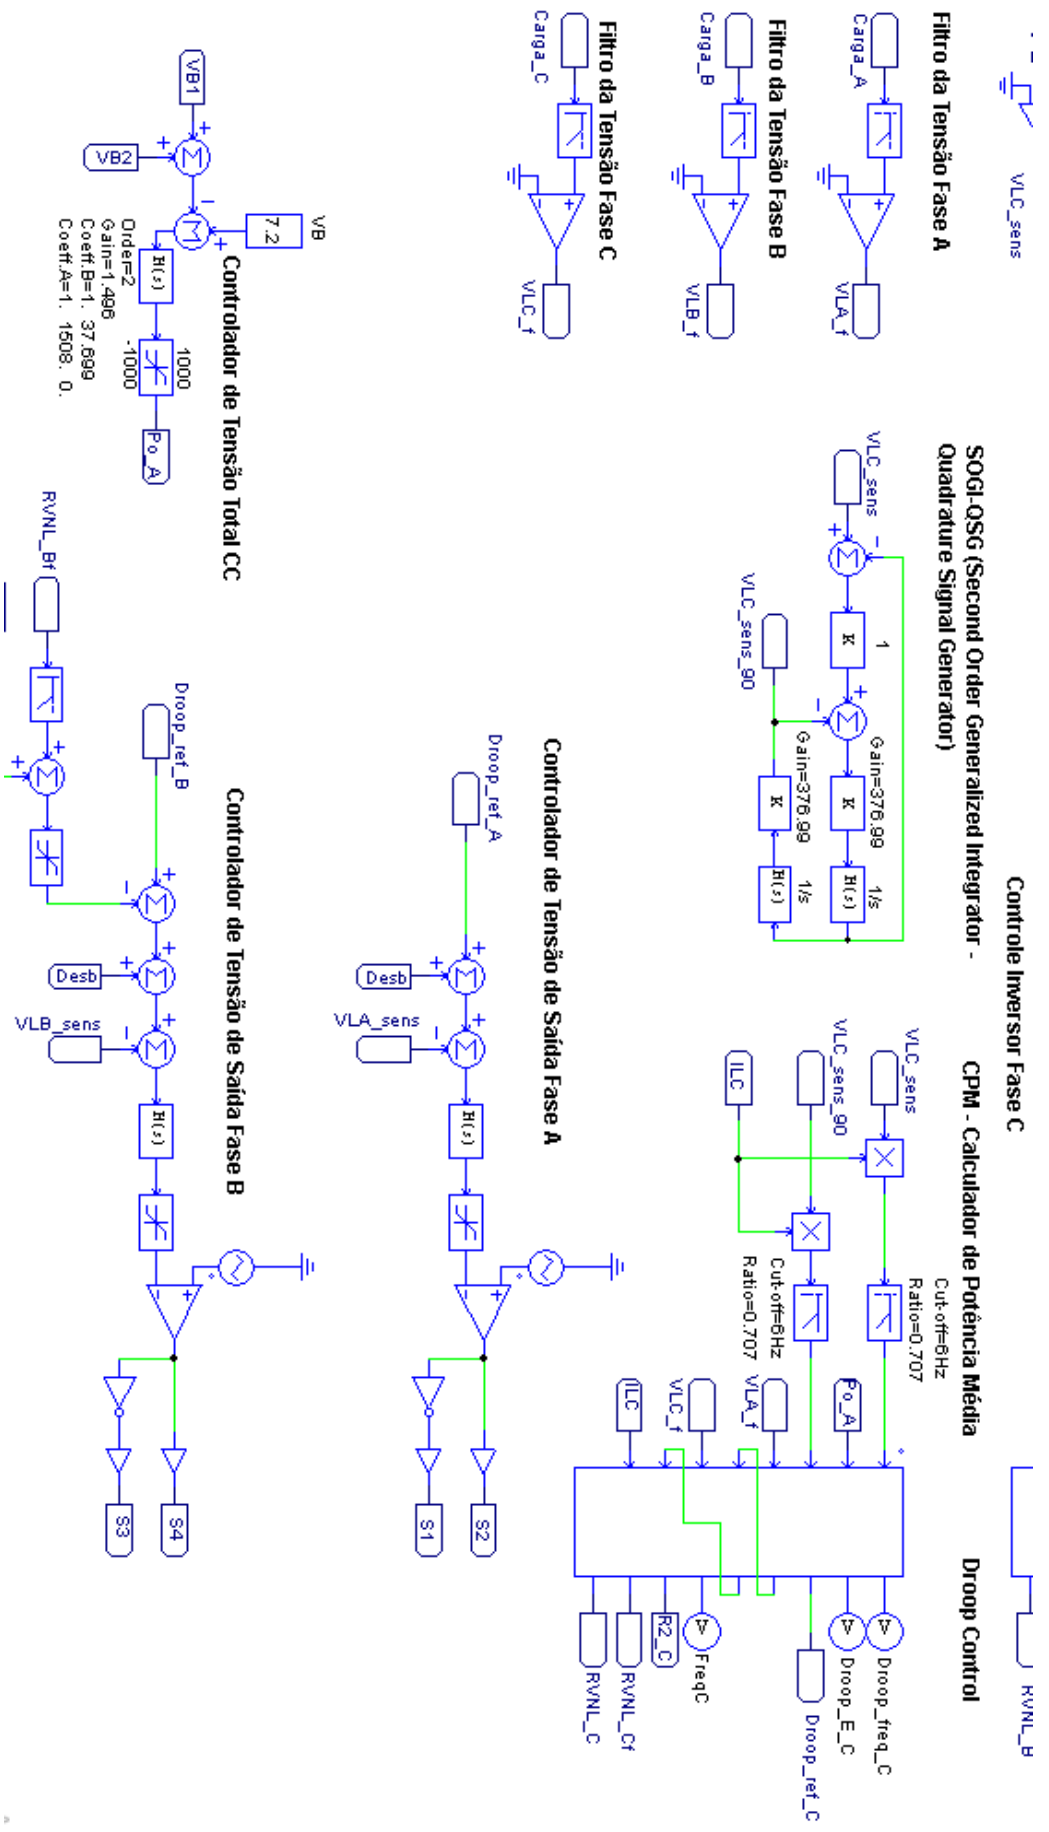 VLC_sens
Filtro da Tensão Fase A
Carga_A
VLA_f
Filtro da Tensão Fase B
Carga_B
VLB_f
Filtro da Tensão Fase C
Carga_C
VLC_f
VB1
VB2
VB
7.2
Controlador de Tensão Total CC
H(s)
Order=2
Gain=1.496
Coeff.B=1. 37.699
Coeff.A=1. 1508. 0.
1000
-1000
Po_A
Controle Inversor Fase C
SOGI-QSG (Second Order Generalized Integrator -
Quadrature Signal Generator)
VLC_sens
1
K
Gain=376.99
K
1/s
H(s)
VLC_sens_90
Gain=376.99
K
1/s
H(s)
CPM - Calculador de Potência Média
VLC_sens
VLC_sens_90
ILC
Cut-off=6Hz
Ratio=0.707
Cut-off=6Hz
Ratio=0.707
Droop Control
Po_A
VLA_f
VLC_f
ILC
Droop_freq_C
Droop_E_C
Droop_ref_C
FreqC
R2_C
RVNL_Cf
RVNL_C
RVNL_B
Controlador de Tensão de Saída Fase A
Droop_ref_A
Desb
VLA_sens
H(s)
S2
S1
Controlador de Tensão de Saída Fase B
Droop_ref_B
Desb
VLB_sens
H(s)
S4
S3
RVNL_Bf